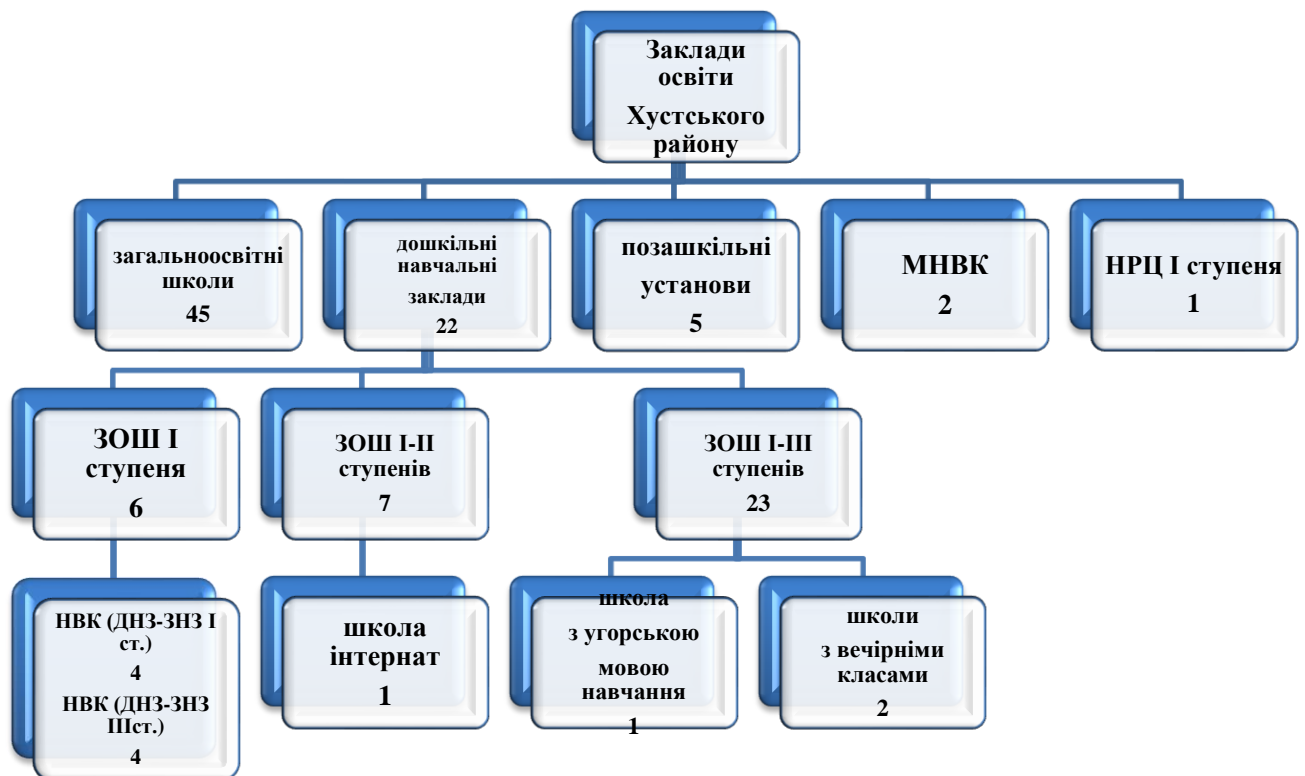 Заклади
освіти
Хустського
району
загальноосвітні
школи
45
дошкільні
навчальні
заклади
22
позашкільні
установи
5
МНВК
2
НРЦ І ступеня
1
ЗОШ І
ступеня
6
ЗОШ І-ІІ
ступенів
7
ЗОШ І-ІІІ
ступенів
23
НВК (ДНЗ-ЗНЗ І
ст.)
4
НВК (ДНЗ-ЗНЗ
ІІІст.)
4
школа
інтернат
1
школа
з угорською
мовою
навчання
1
школи
з вечірніми
класами
2